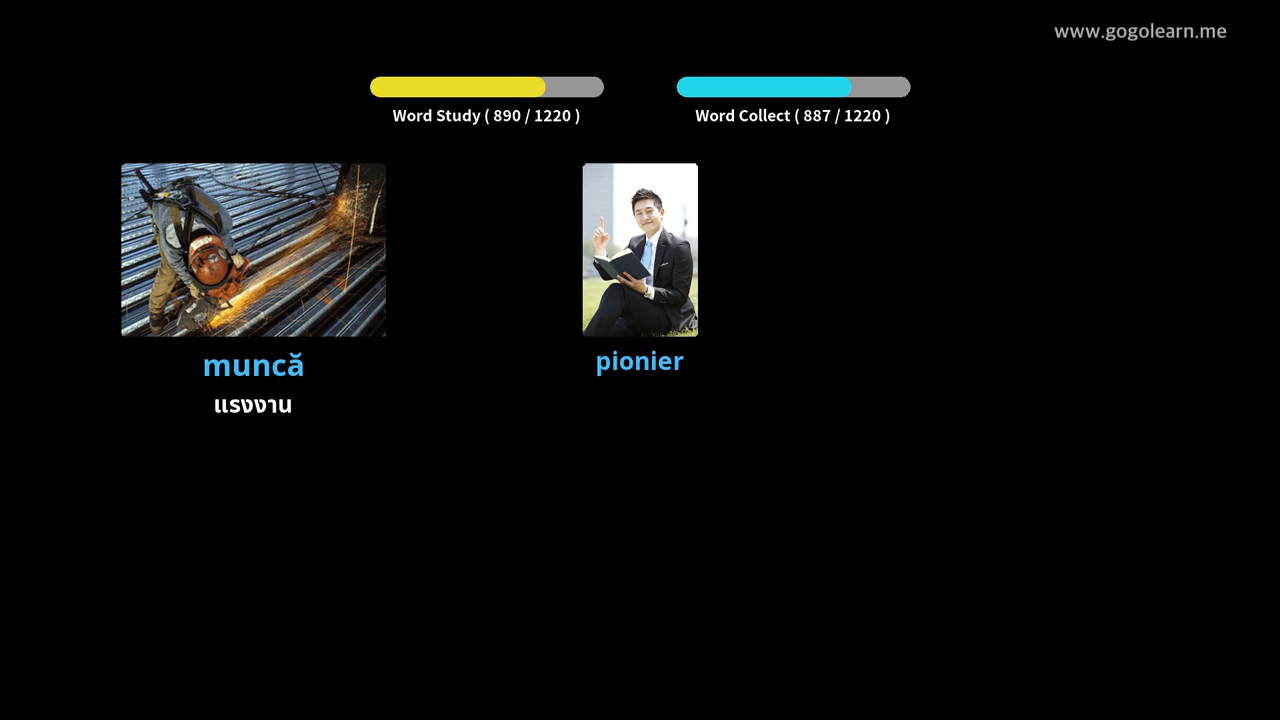 www.gogolearn.me
Word Study ( 890 / 1220 )
Word Collect ( 887 / 1220 )
muncă
แรงงาน
pionier